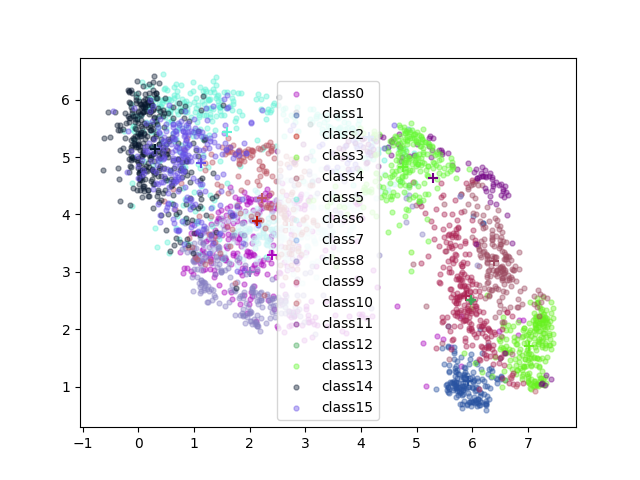 6
5
4
3
2
1
−1
0
1
2
3
4
5
6
7
class0
class1
class2
class3
class4
class5
class6
class7
class8
class9
class10
class11
class12
class13
class14
class15